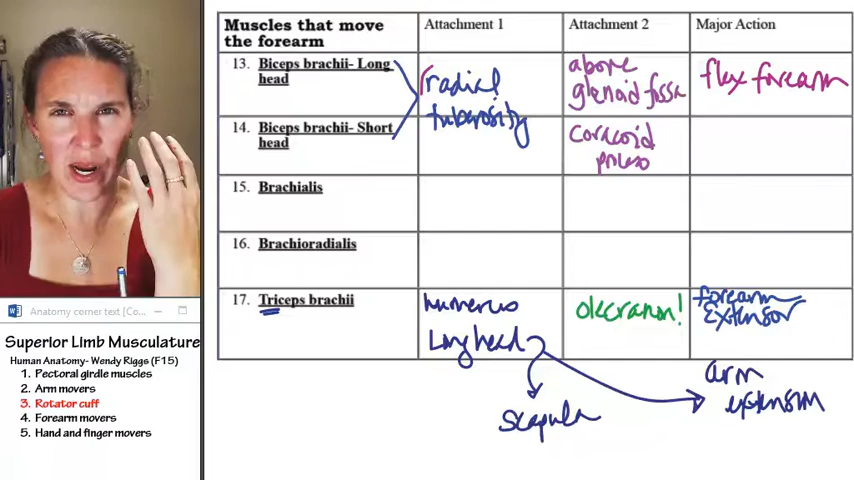 Muscles that move
the forearm
Attachment 1
Attachment 2
Major Action
13. Biceps brachii- Long
head
radial
tuberosity
above
glenoid fossa
flex forearm
14. Biceps brachii- Short
head
coracoid
process
15. Brachialis
16. Brachioradialis
17. Triceps brachii
humerus
Long head
olecranon!
forearm
Extensor
scapula
arm
extension
Anatomy corner text [Co...
Superior Limb Musculature
Human Anatomy- Wendy Riggs (F15)
1. Pectoral girdle muscles
2. Arm movers
3. Rotator cuff
4. Forearm movers
5. Hand and finger movers